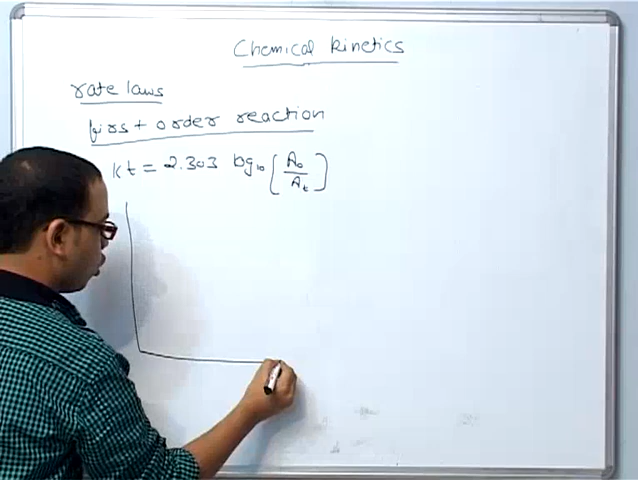 Chemical kinetics
rate laws
first order reaction
kt = 2.303 log₁₀ [A₀/Aₜ]